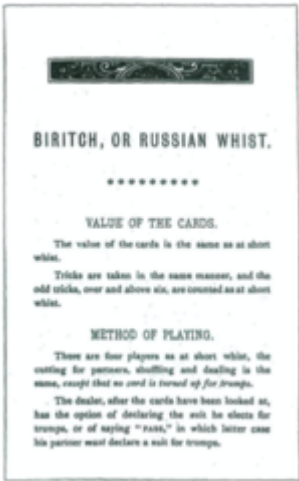 BIRITCH, OR RUSSIAN WHIST.
VALUE OF THE CARDS.
The value of the cards is the same as at short
whist.
Tricks are taken in the same manner, and the
odd tricks, over and above six, are counted as at short
whist.
METHOD OF PLAYING.
There are four players as at short whist, the
cutting for partners, shuffling and dealing is the
same, except that no card is turned up for trumps.
The dealer, after the cards have been looked at,
has the option of declaring the suit he elects for
trumps, or of saying "PASS," in which latter case
his partner must declare a suit for trumps.